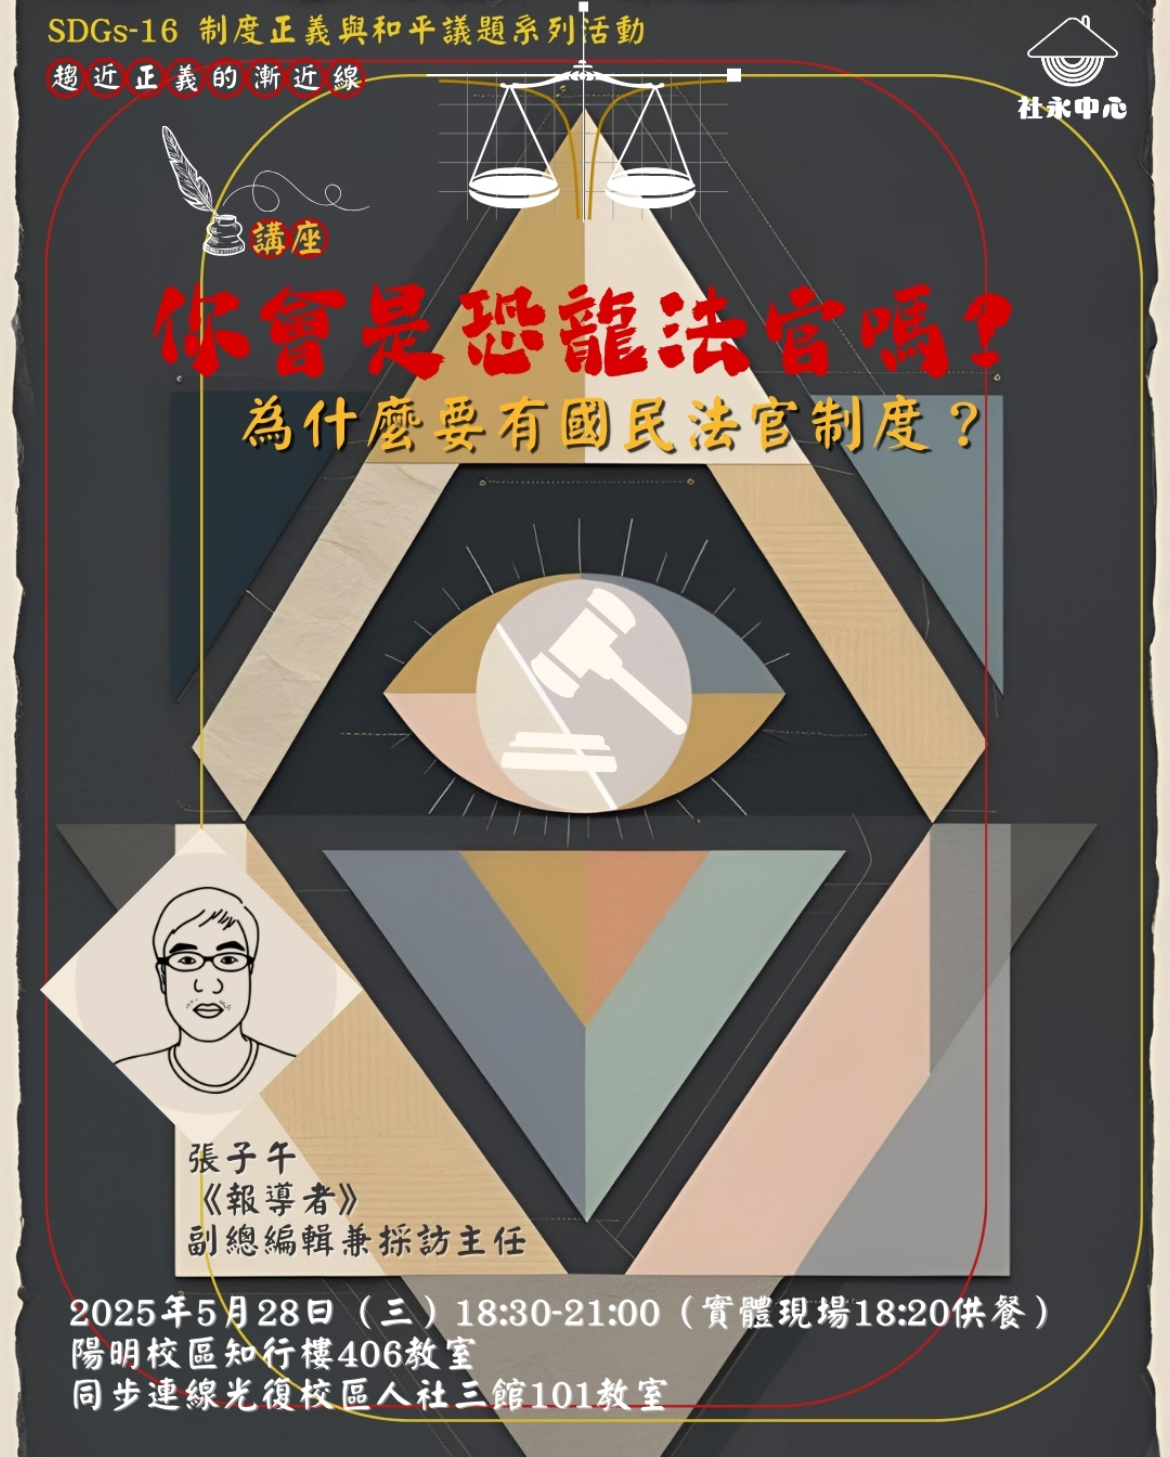 SDGs-16 制度正義與和平議題系列活動
趨近正義的漸近線
社永中心
講座
你會是恐龍法官嗎?
為什麼要有國民法官制度？
張子午
《報導者》
副總編輯兼採訪主任
2025年5月28日（三）18:30-21:00（實體現場18:20供餐）
陽明校區知行樓406教室
同步連線光復校區人社三館101教室